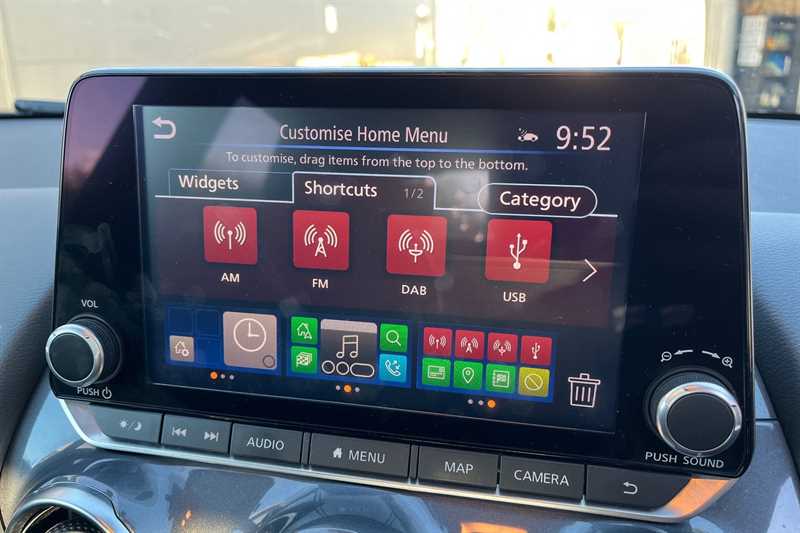 Customise Home Menu
9:52
To customise, drag items from the top to the bottom.
Widgets
Shortcuts 1/2
Category
AM
FM
DAB
USB
VOL
PUSH
AUDIO
MENU
MAP
CAMERA
PUSH SOUND